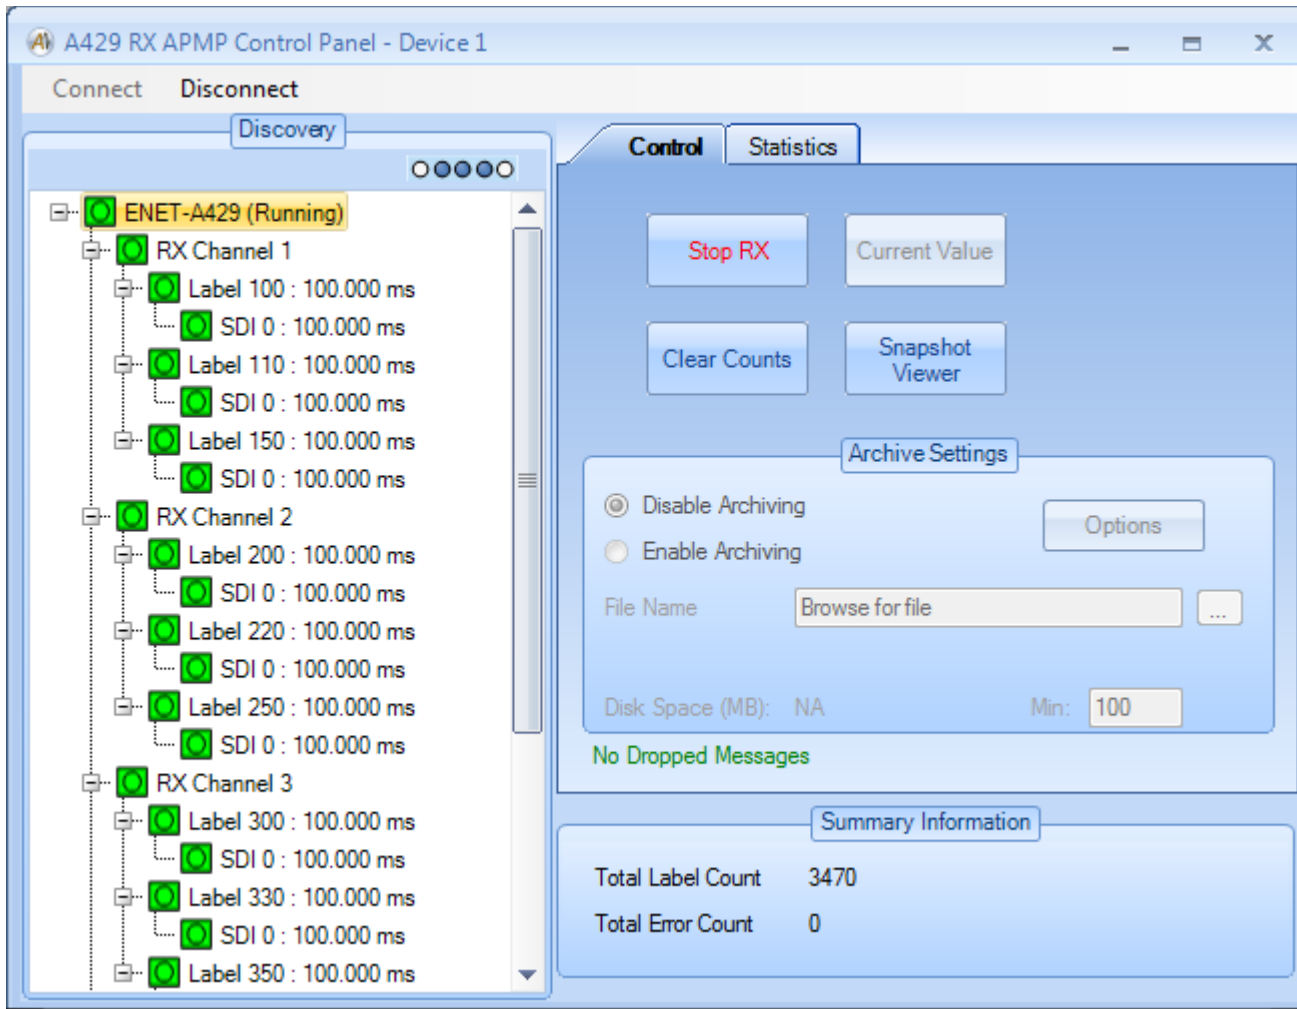 A429 RX APMP Control Panel - Device 1
Connect Disconnect
Discovery
ENET-A429 (Running)
RX Channel 1
Label 100 : 100.000 ms
SDI 0 : 100.000 ms
Label 110 : 100.000 ms
SDI 0 : 100.000 ms
Label 150 : 100.000 ms
SDI 0 : 100.000 ms
RX Channel 2
Label 200 : 100.000 ms
SDI 0 : 100.000 ms
Label 220 : 100.000 ms
SDI 0 : 100.000 ms
Label 250 : 100.000 ms
SDI 0 : 100.000 ms
RX Channel 3
Label 300 : 100.000 ms
SDI 0 : 100.000 ms
Label 330 : 100.000 ms
SDI 0 : 100.000 ms
Label 350 : 100.000 ms
Control Statistics
Stop RX Current Value
Clear Counts Snapshot
Viewer
Archive Settings
Disable Archiving
Options
Enable Archiving
File Name Browse for file ...
Disk Space (MB): NA Min: 100
No Dropped Messages
Summary Information
Total Label Count 3470
Total Error Count 0